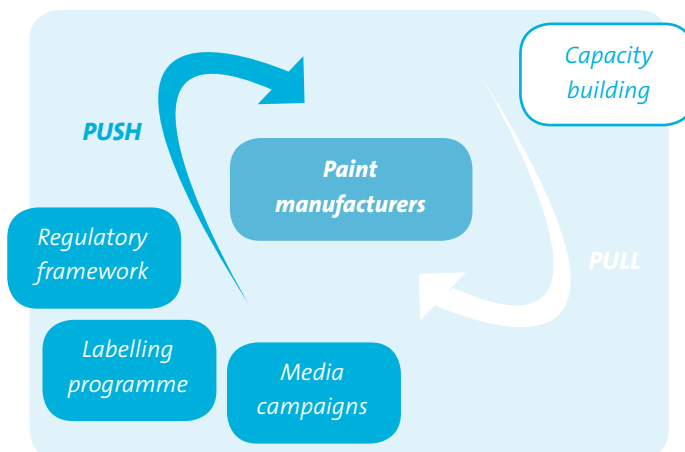 Capacity
building
PUSH
Paint
manufacturers
Regulatory
framework
PULL
Labelling
programme
Media
campaigns